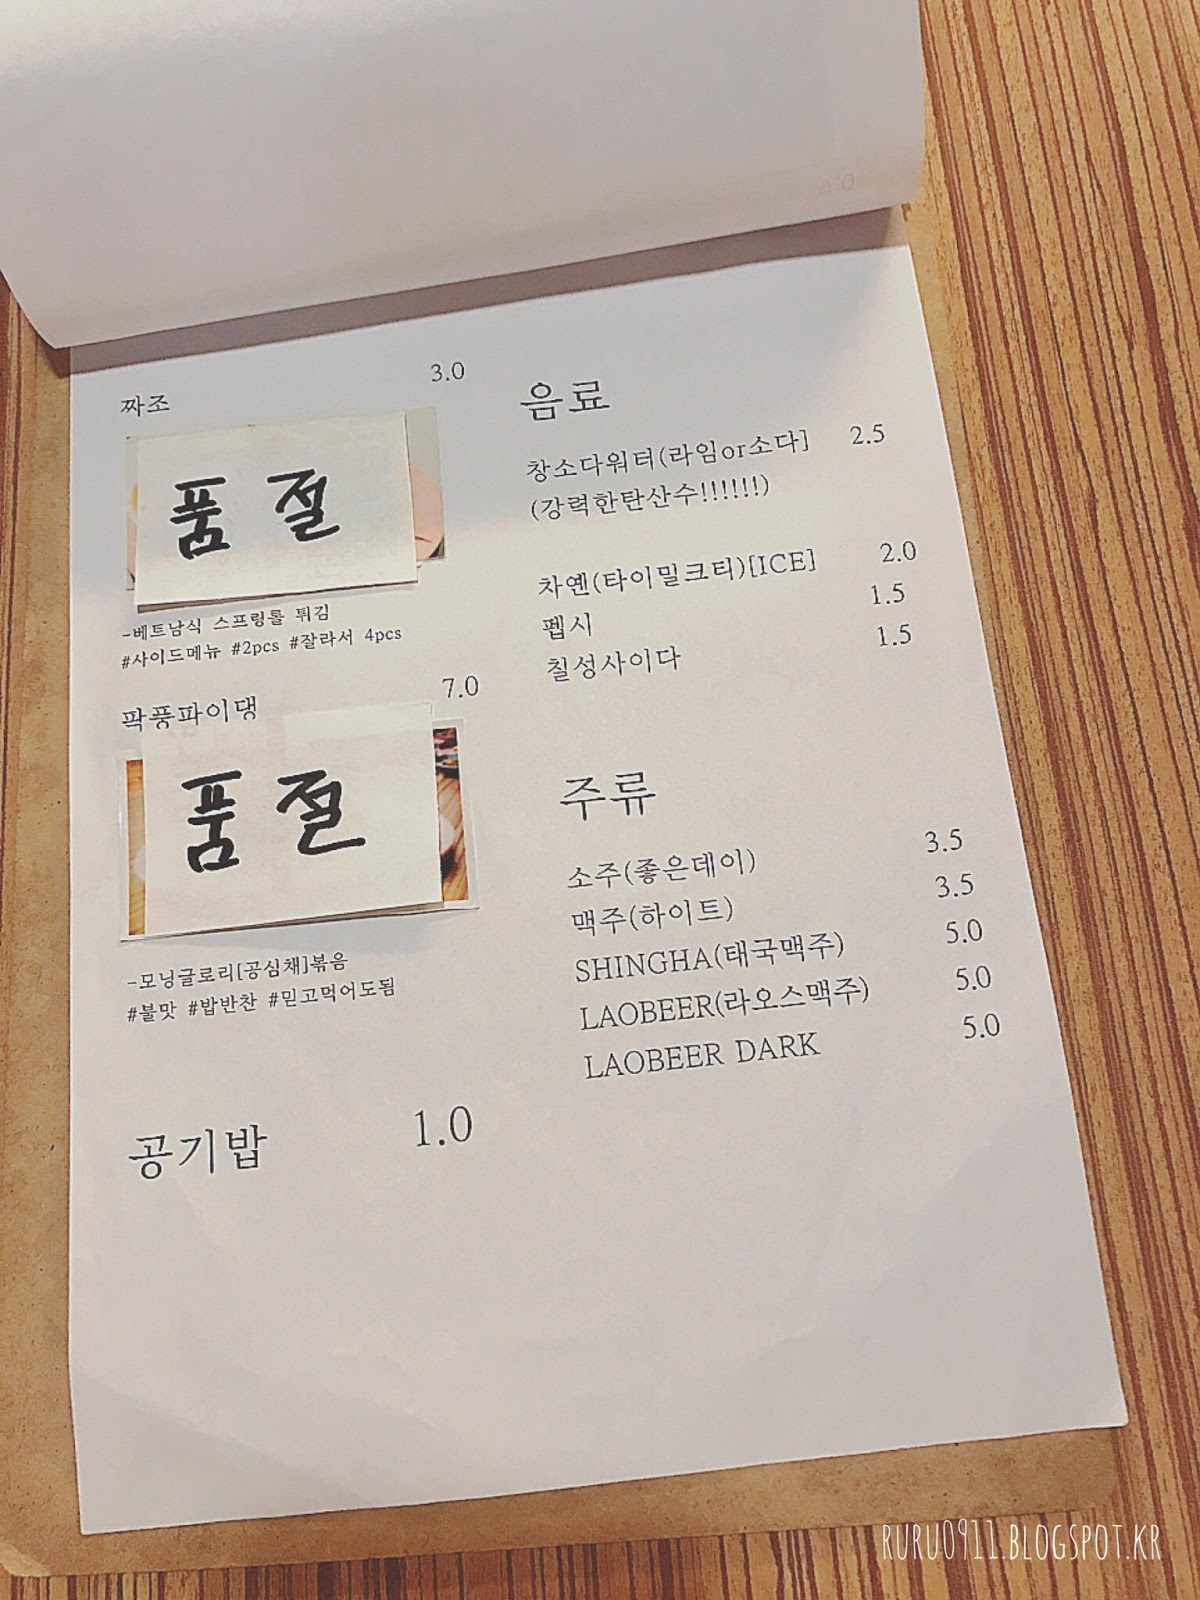 짜조 3.0
품절
-베트남식 스프링롤 튀김
#사이드메뉴 #2pcs #잘라서 4pcs
팍풍파이댕 7.0
품절
-모닝글로리[공심채]볶음
#불맛 #밥반찬 #믿고먹어도됨
공기밥 1.0
음료
창소다워터(라임or소다] 2.5
(강력한탄산수!!!!!!)
차옌(타이밀크티)[ICE] 2.0
펩시 1.5
칠성사이다 1.5
주류
소주(좋은데이) 3.5
맥주(하이트) 3.5
SHINGHA(태국맥주) 5.0
LAOBEER(라오스맥주) 5.0
LAOBEER DARK 5.0
RURU0911.BLOGSPOT.KR